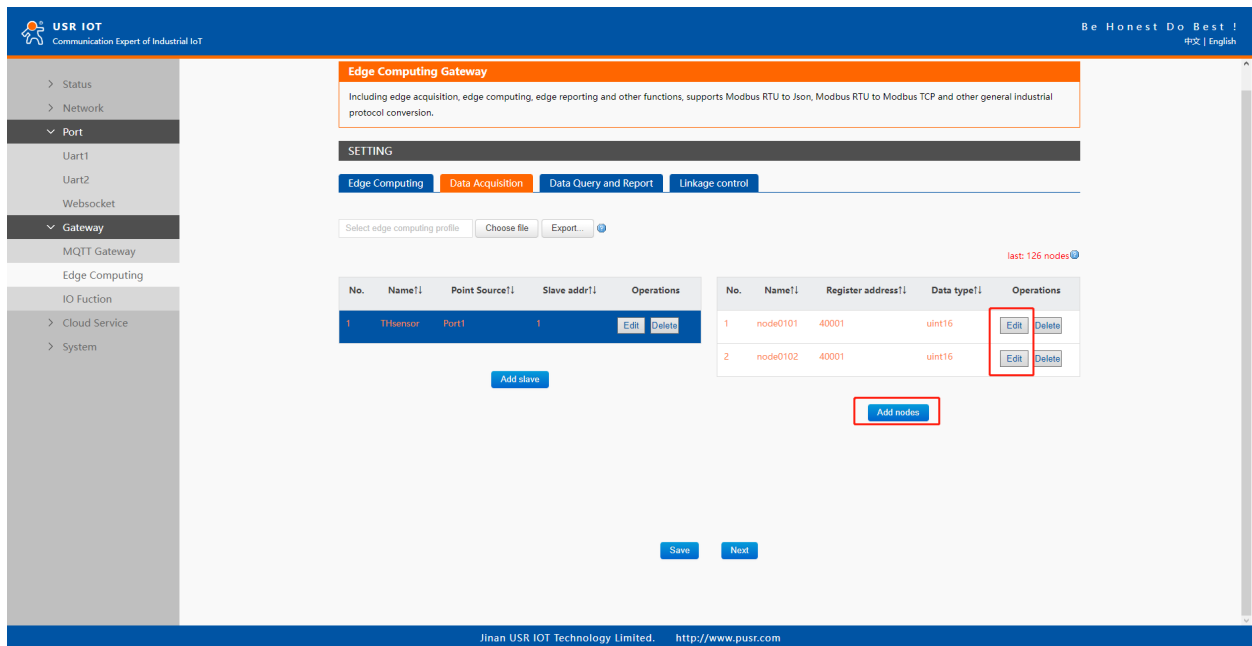 USR IOT
Communication Expert of Industrial IoT
Be Honest Do Best !
中文 | English
Status
Network
Port
Uart1
Uart2
Websocket
Gateway
MQTT Gateway
Edge Computing
IO Fuction
Cloud Service
System
Edge Computing Gateway
Including edge acquisition, edge computing, edge reporting and other functions, supports Modbus RTU to Json, Modbus RTU to Modbus TCP and other general industrial
protocol conversion.
SETTING
Edge Computing Data Acquisition Data Query and Report Linkage control
Select edge computing profile Choose file Export...
last: 126 nodes
No. Name↑↓ Point Source↑↓ Slave addr↑↓ Operations
1 THsensor Port1 1 Edit Delete
Add slave
No. Name↑↓ Register address↑↓ Data type↑↓ Operations
1 node0101 40001 uint16 Edit Delete
2 node0102 40001 uint16 Edit Delete
Add nodes
Save Next
Jinan USR IOT Technology Limited. http://www.pusr.com